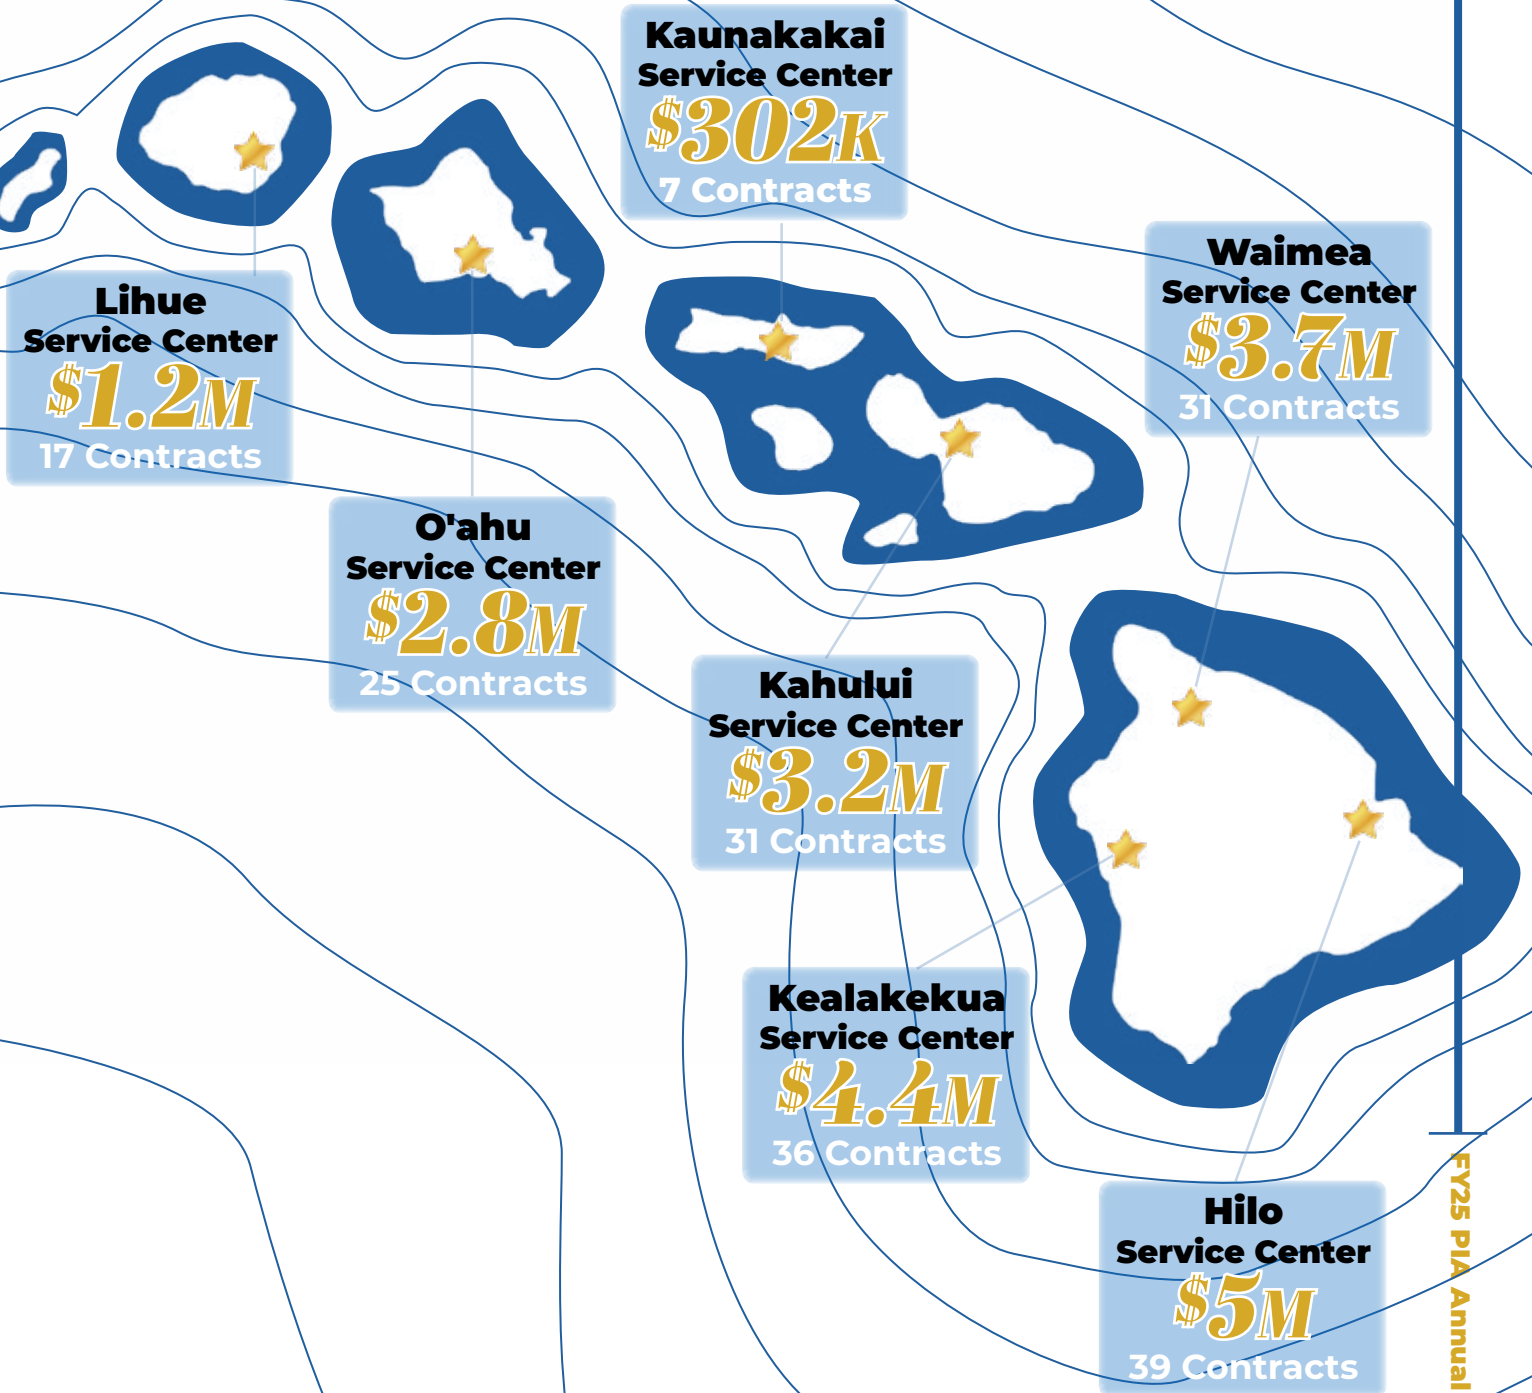 Kaunakakai
Service Center
$302K
7 Contracts
Waimea
Service Center
$3.7M
31 Contracts
Lihue
Service Center
$1.2M
17 Contracts
O'ahu
Service Center
$2.8M
25 Contracts
Kahului
Service Center
$3.2M
31 Contracts
Kealakekua
Service Center
$4.4M
36 Contracts
Hilo
Service Center
$5M
39 Contracts
FY25 PIA Annual